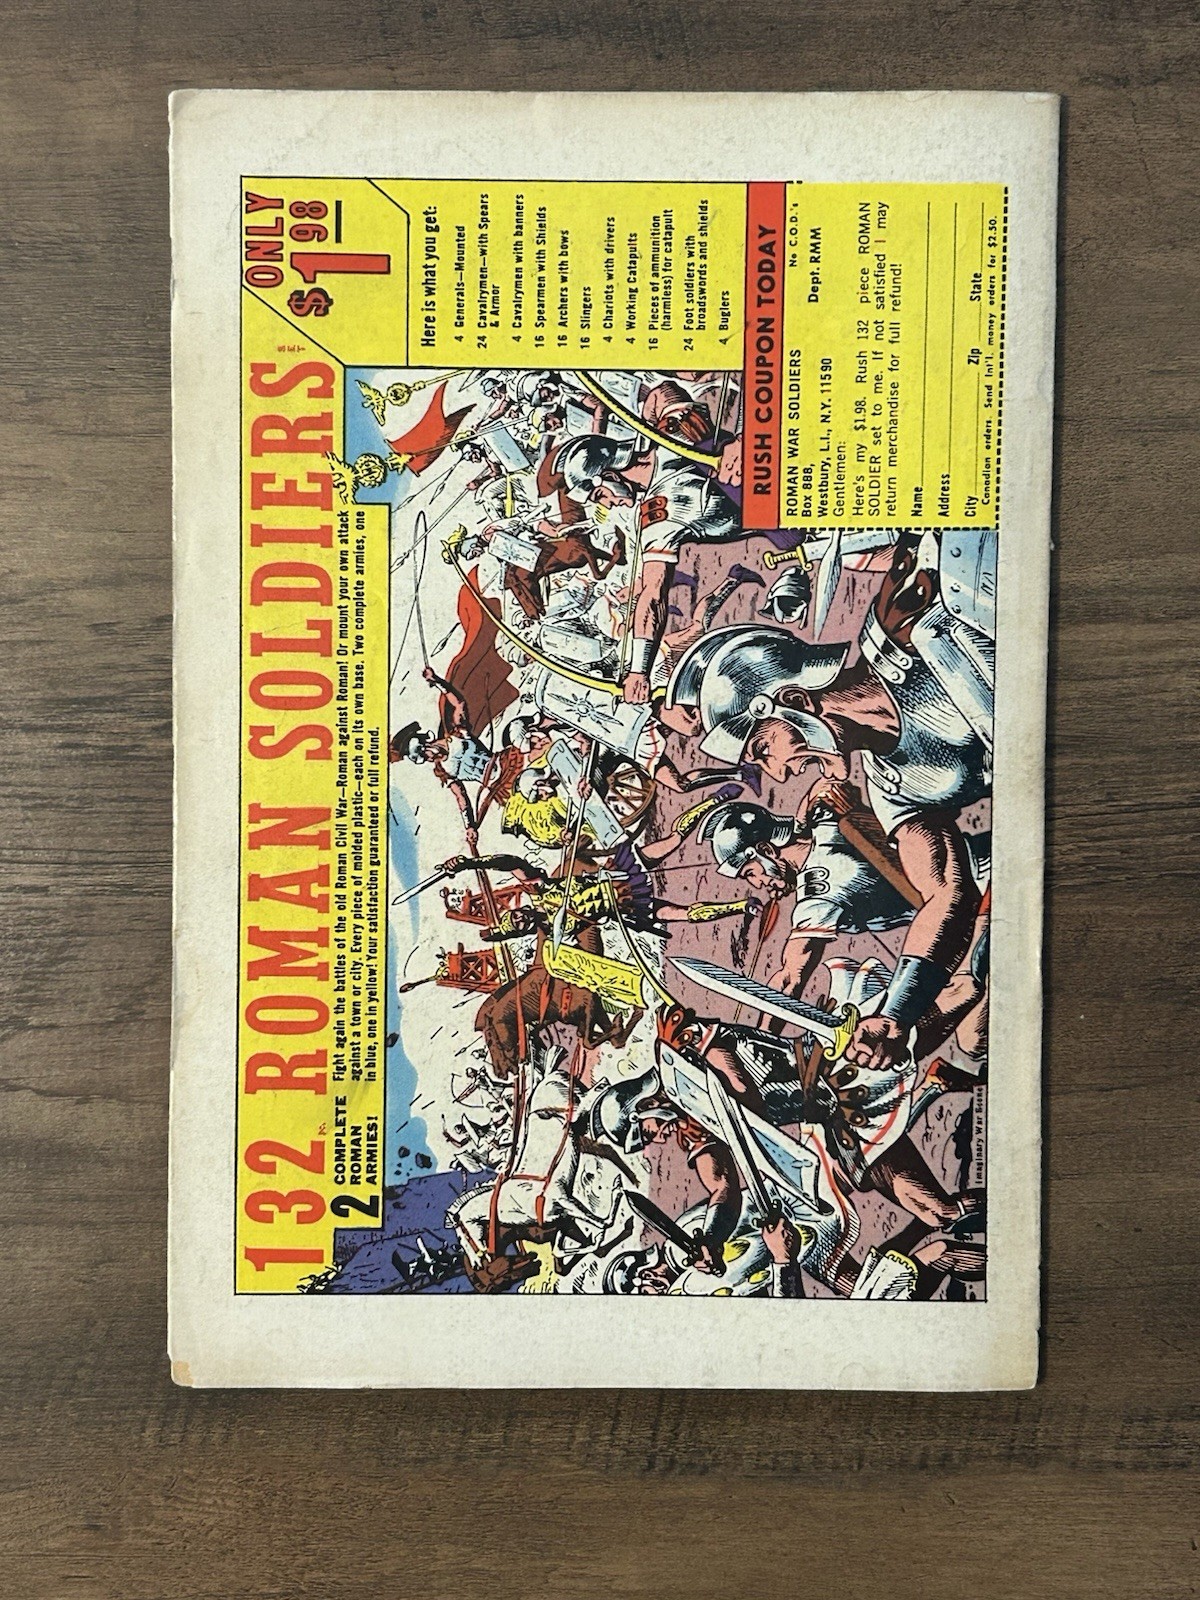 132 PC. ROMAN SOLDIERS SET
ONLY
$1.98
2 COMPLETE
ROMAN
ARMIES!
Fight again the battles of the old Roman Civil War—Roman against Roman! Or mount your own attack
against a town or city. Every piece of molded plastic—each on its own base. Two complete armies, one
in blue, one in yellow! Your satisfaction guaranteed or full refund.
Here is what you get:
4 Generals—Mounted
24 Cavalrymen—with Spears
& Armor
4 Cavalrymen with banners
16 Spearmen with Shields
16 Archers with bows
16 Slingers
4 Chariots with drivers
4 Working Catapults
16 Pieces of ammunition
(harmless) for catapult
24 Foot soldiers with
broadswords and shields
4 Buglers
RUSH COUPON TODAY
ROMAN WAR SOLDIERS No C.O.D.'s
Box 888, Dept. RMM
Westbury, L.I., N.Y. 11590
Gentlemen:
Here's my $1.98. Rush 132 piece ROMAN
SOLDIER set to me. If not satisfied I may
return merchandise for full refund!
Name
Address
City Zip State
Canadian orders. Send Int'l. money orders for $2.50.
Imaginary War Scene